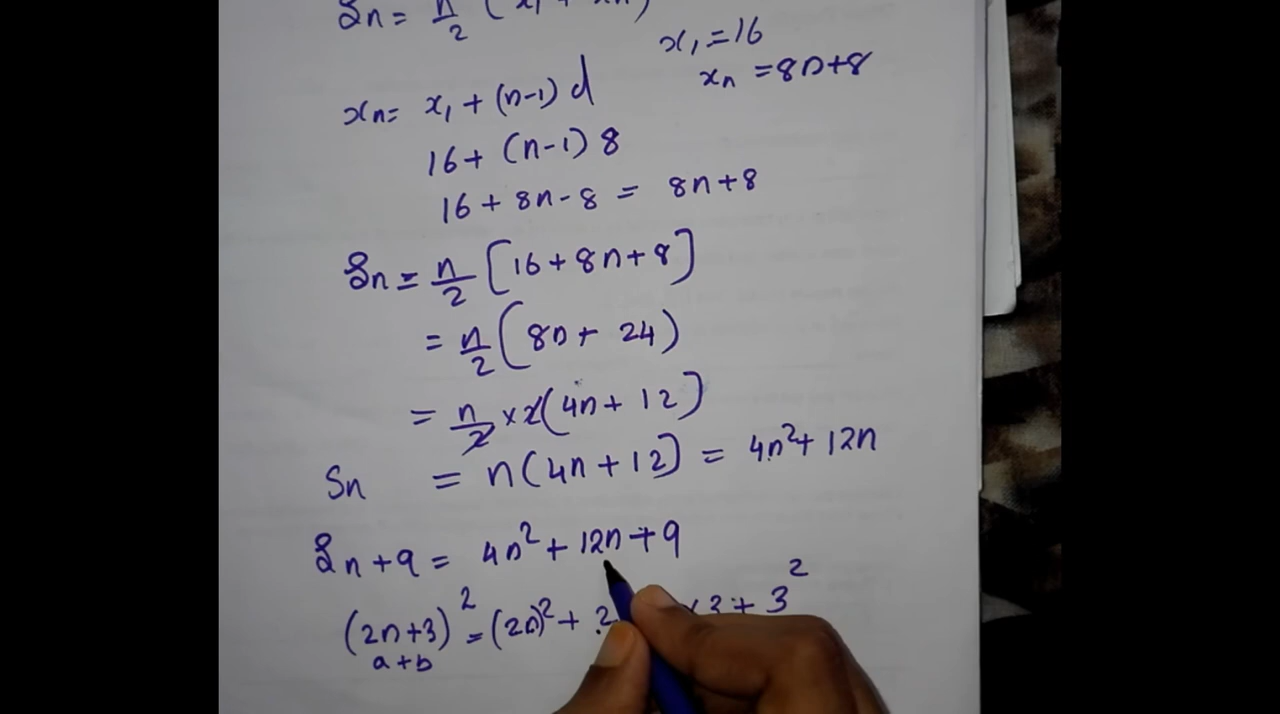 Sn = n/2 (x1 + xn)
x1 = 16
xn = 8n+8
xn = x1 + (n-1) d
16 + (n-1) 8
16 + 8n - 8 = 8n+8
Sn = n/2 [16 + 8n + 8]
= n/2 (8n + 24)
= n/2 × 2(4n + 12)
Sn = n(4n + 12) = 4n² + 12n
Sn + 9 = 4n² + 12n + 9
(2n+3)² = (2n)² + 2 × 3 + 3²
a+b